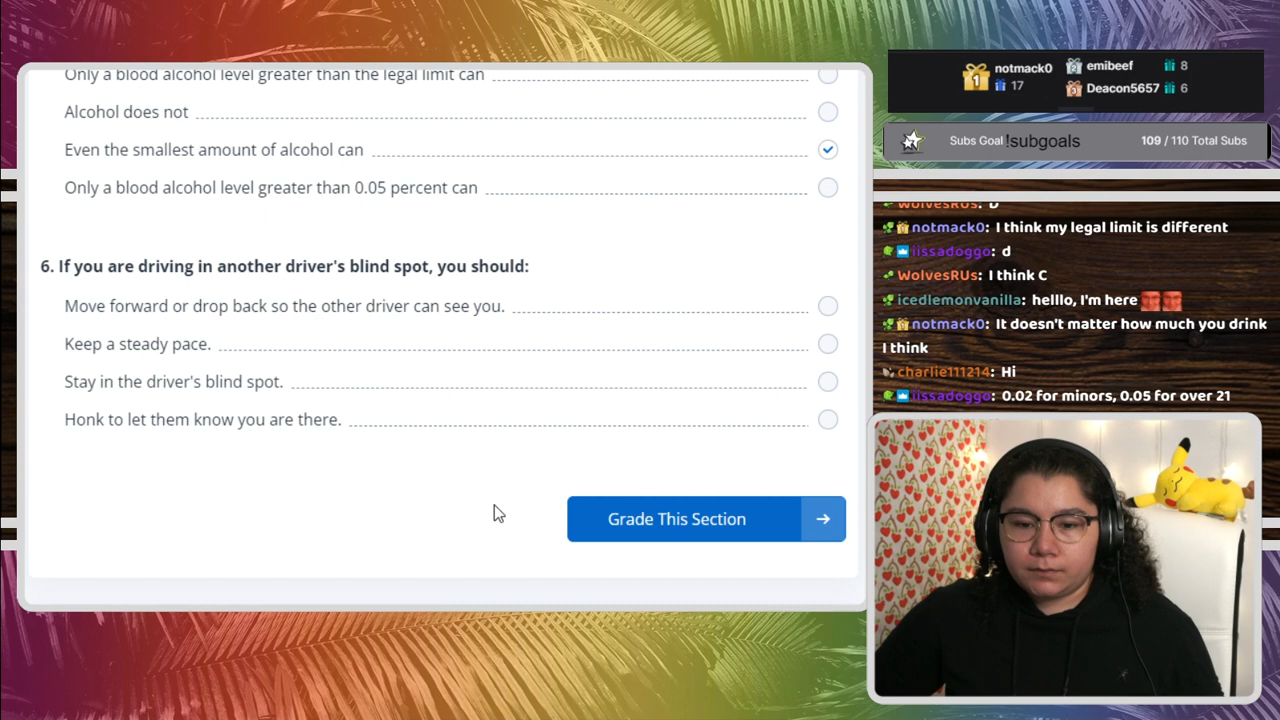 Only a blood alcohol level greater than the legal limit can
Alcohol does not
Even the smallest amount of alcohol can
Only a blood alcohol level greater than 0.05 percent can
6. If you are driving in another driver's blind spot, you should:
Move forward or drop back so the other driver can see you.
Keep a steady pace.
Stay in the driver's blind spot.
Honk to let them know you are there.
Grade This Section
1 notmack0 17
2 emibeef 8
3 Deacon5657 6
Subs Goal !subgoals 109 / 110 Total Subs
WolvesRUs: D
notmack0: I think my legal limit is different
iissadoggo: d
WolvesRUs: I think C
icedlemonvanilla: helllo, I'm here
notmack0: It doesn't matter how much you drink
I think
charlie111214: Hi
iissadoggo: 0.02 for minors, 0.05 for over 21